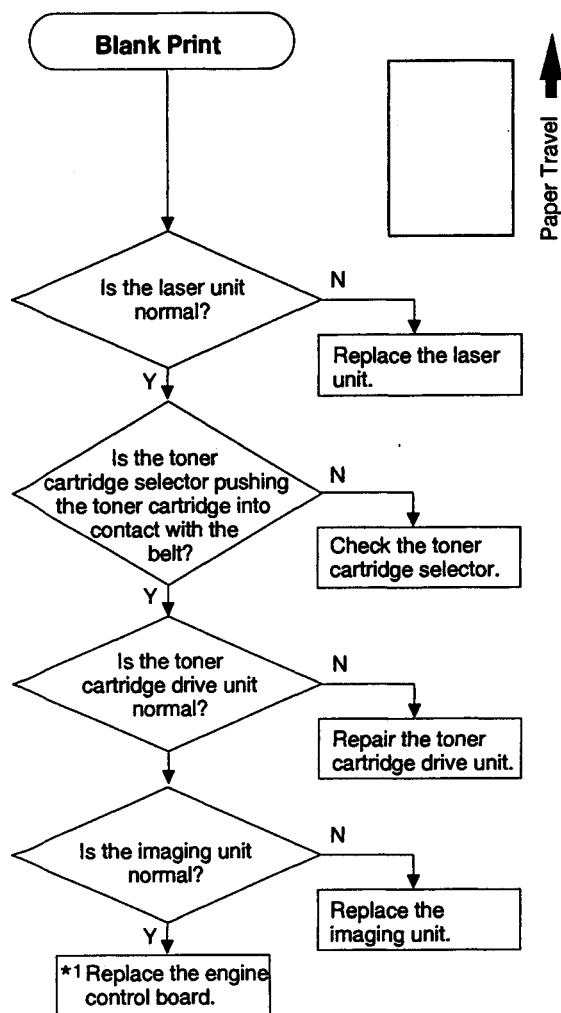 Blank Print
Paper Travel
Is the laser unit
normal?
N
Replace the laser
unit.
Y
Is the toner
cartridge selector pushing
the toner cartridge into
contact with the
belt?
N
Check the toner
cartridge selector.
Y
Is the toner
cartridge drive unit
normal?
N
Repair the toner
cartridge drive unit.
Is the imaging unit
normal?
N
Replace the
imaging unit.
Y
*1 Replace the engine
control board.